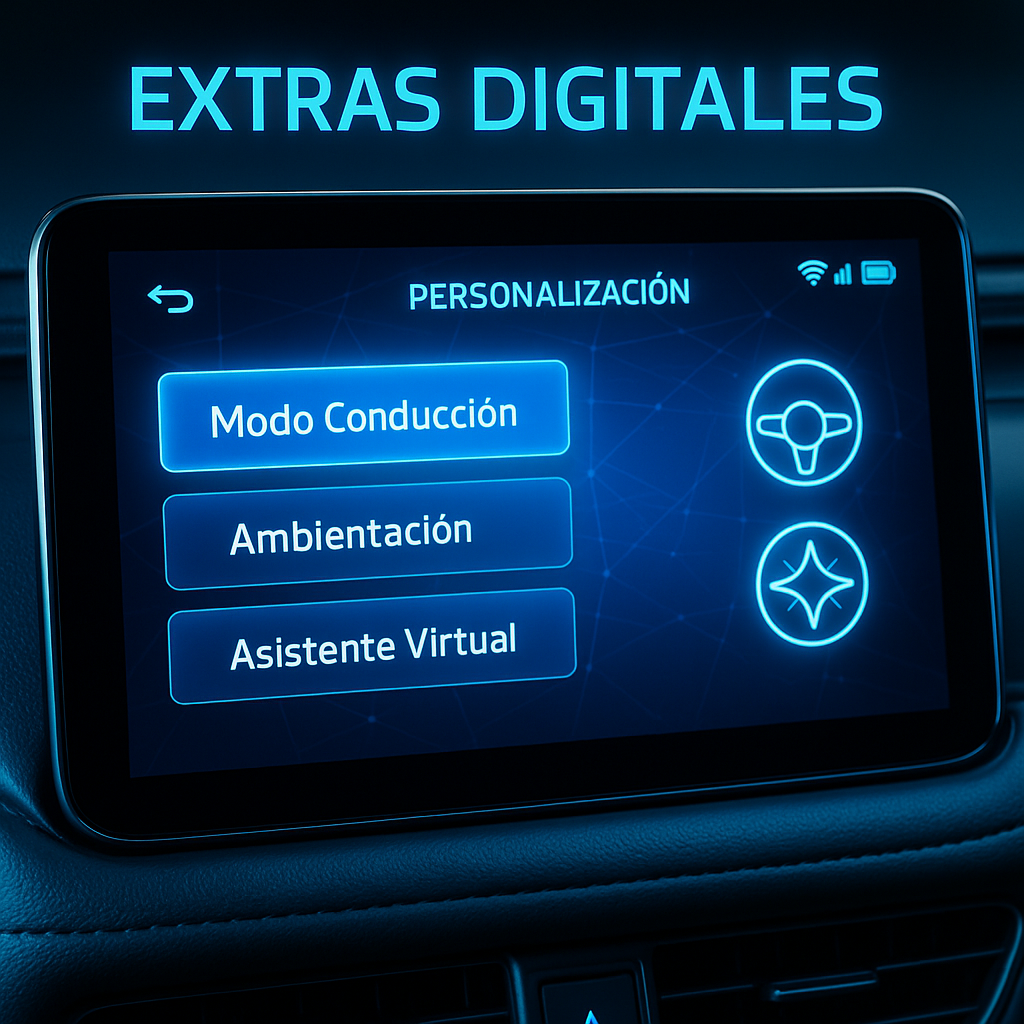 EXTRAS DIGITALES
PERSONALIZACIÓN
Modo Conducción
Ambientación
Asistente Virtual